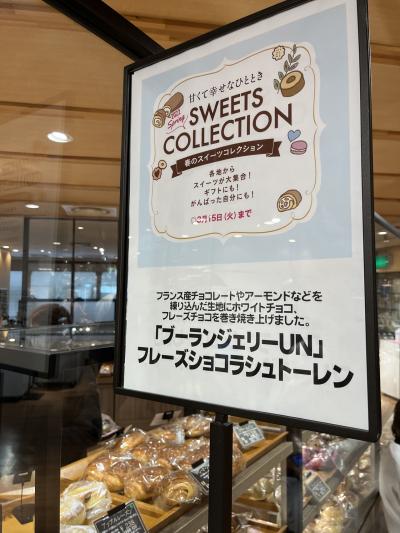 甘くて幸せなひととき
Spring
SWEETS
COLLECTION
春のスイーツコレクション
各地から
スイーツが大集合！
ギフトにも！
がんばった自分にも！
3月15日(火)まで
フランス産チョコレートやアーモンドなどを
練り込んだ生地にホワイトチョコ、
フレーズチョコを巻き焼き上げました。
「ブーランジェリーUN」
フレーズショコラシュトーレン